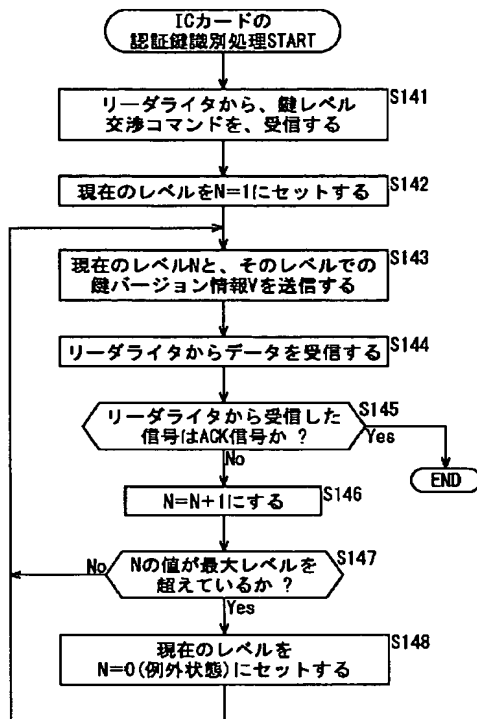 ICカードの
認証鍵識別処理START
リーダライタから、鍵レベル
交渉コマンドを、受信する
S141
現在のレベルをN=1にセットする
S142
現在のレベルNと、そのレベルでの
鍵バージョン情報Vを送信する
S143
リーダライタからデータを受信する
S144
リーダライタから受信した
信号はACK信号か ?
S145
Yes
No
END
N=N+1にする
S146
Nの値が最大レベルを
超えているか ?
S147
No
Yes
現在のレベルを
N=0(例外状態)にセットする
S148